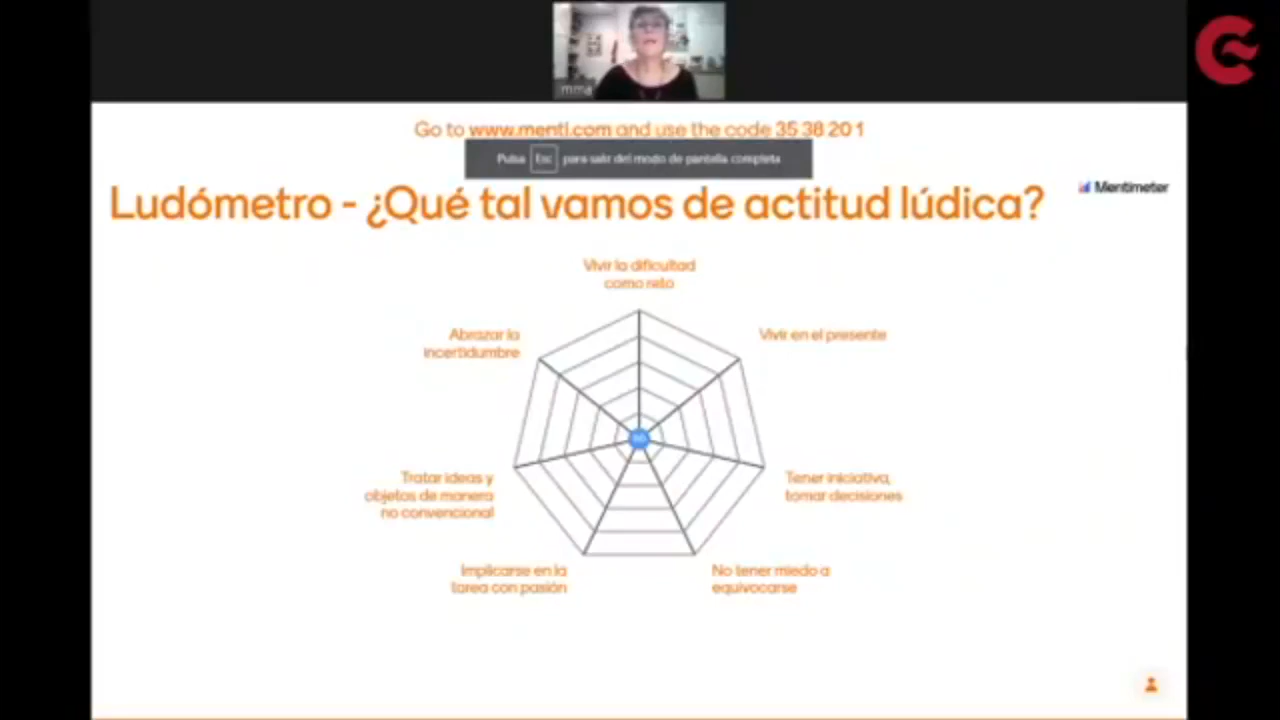 mma
Go to www.menti.com and use the code 35 38 20 1
Pulsa Esc para salir del modo de pantalla completa
Ludómetro - ¿Qué tal vamos de actitud lúdica?
Mentimeter
Vivir la dificultad
como reto
Abrazar la
incertidumbre
Vivir en el presente
Tratar ideas y
objetos de manera
no convencional
Tener iniciativa,
tomar decisiones
Implicarse en la
tarea con pasión
No tener miedo a
equivocarse